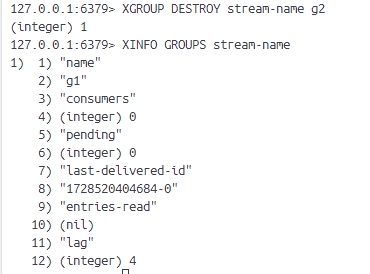 127.0.0.1:6379> XGROUP DESTROY stream-name g2
(integer) 1
127.0.0.1:6379> XINFO GROUPS stream-name
1)  1) "name"
    2) "g1"
    3) "consumers"
    4) (integer) 0
    5) "pending"
    6) (integer) 0
    7) "last-delivered-id"
    8) "1728520404684-0"
    9) "entries-read"
   10) (nil)
   11) "lag"
   12) (integer) 4